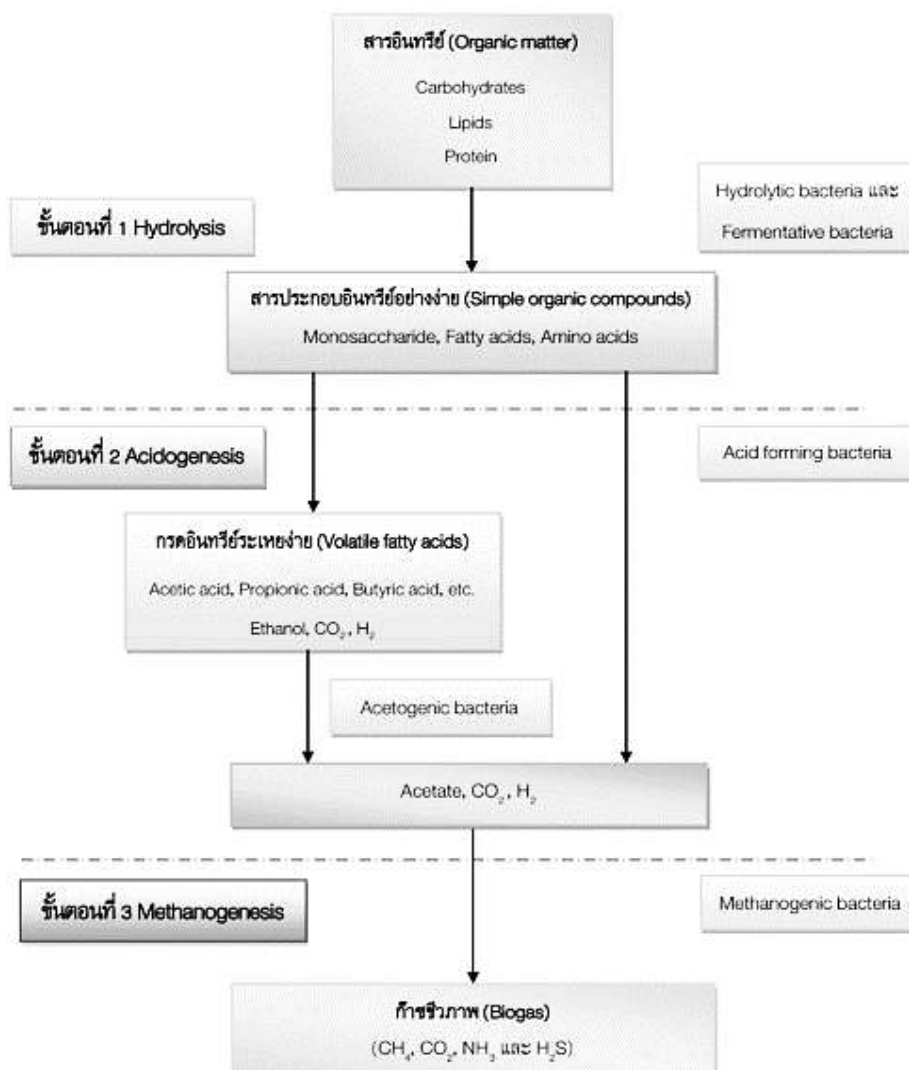 สารอินทรีย์ (Organic matter)
Carbohydrates
Lipids
Protein
ขั้นตอนที่ 1 Hydrolysis
Hydrolytic bacteria และ
Fermentative bacteria
สารประกอบอินทรีย์อย่างง่าย (Simple organic compounds)
Monosaccharide, Fatty acids, Amino acids
ขั้นตอนที่ 2 Acidogenesis
Acid forming bacteria
กรดอินทรีย์ระเหยง่าย (Volatile fatty acids)
Acetic acid, Propionic acid, Butyric acid, etc.
Ethanol, CO₂, H₂
Acetogenic bacteria
Acetate, CO₂, H₂
ขั้นตอนที่ 3 Methanogenesis
Methanogenic bacteria
ก๊าซชีวภาพ (Biogas)
(CH₄, CO₂, NH₃ และ H₂S)